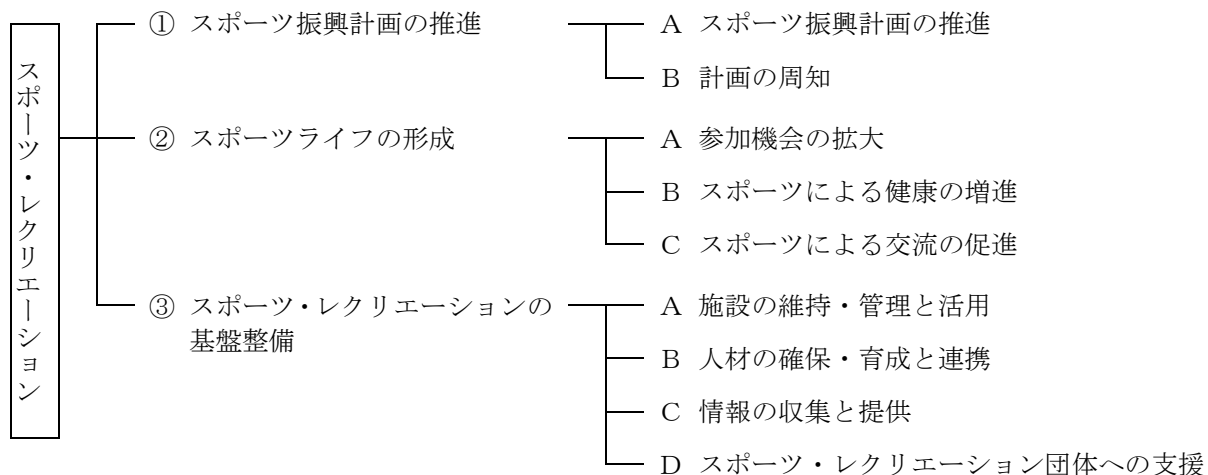 スポーツ・レクリエーション
① スポーツ振興計画の推進
A スポーツ振興計画の推進
B 計画の周知
② スポーツライフの形成
A 参加機会の拡大
B スポーツによる健康の増進
C スポーツによる交流の促進
③ スポーツ・レクリエーションの
基盤整備
A 施設の維持・管理と活用
B 人材の確保・育成と連携
C 情報の収集と提供
D スポーツ・レクリエーション団体への支援